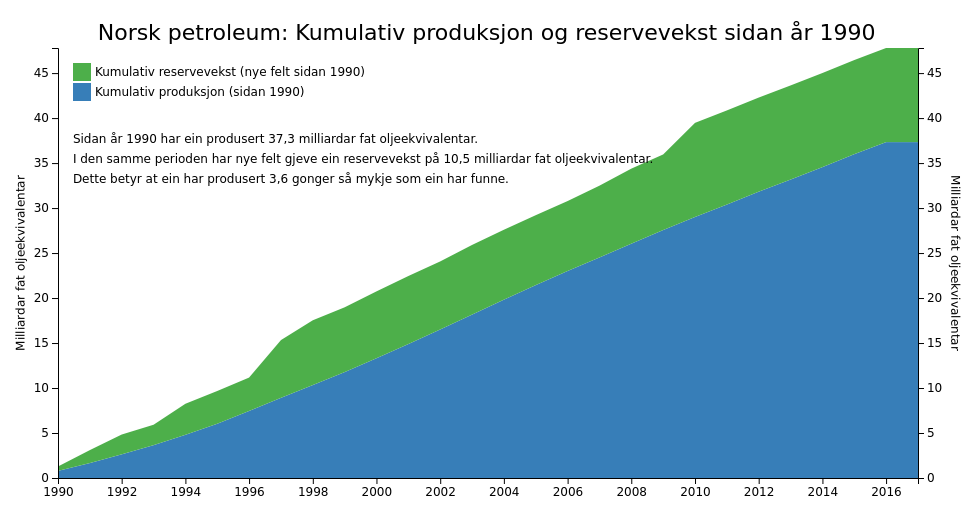 Norsk petroleum: Kumulativ produksjon og reservevekst sidan år 1990
Kumulativ reservevekst (nye felt sidan 1990)
Kumulativ produksjon (sidan 1990)
Sidan år 1990 har ein produsert 37,3 milliardar fat oljeekvivalentar.
I den samme perioden har nye felt gjeve ein reservevekst på 10,5 milliardar fat oljeekvivalentar.
Dette betyr at ein har produsert 3,6 gonger så mykje som ein har funne.
Milliardar fat oljeekvivalentar
45
40
35
30
25
20
15
10
5
0
45
40
35
30
25
20
15
10
5
0
Milliardar fat oljeekvivalentar
1990 1992 1994 1996 1998 2000 2002 2004 2006 2008 2010 2012 2014 2016